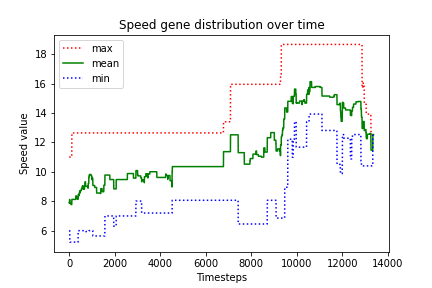 Speed gene distribution over time
max
mean
min
Speed value
18
16
14
12
10
8
6
0 2000 4000 6000 8000 10000 12000 14000
Timesteps